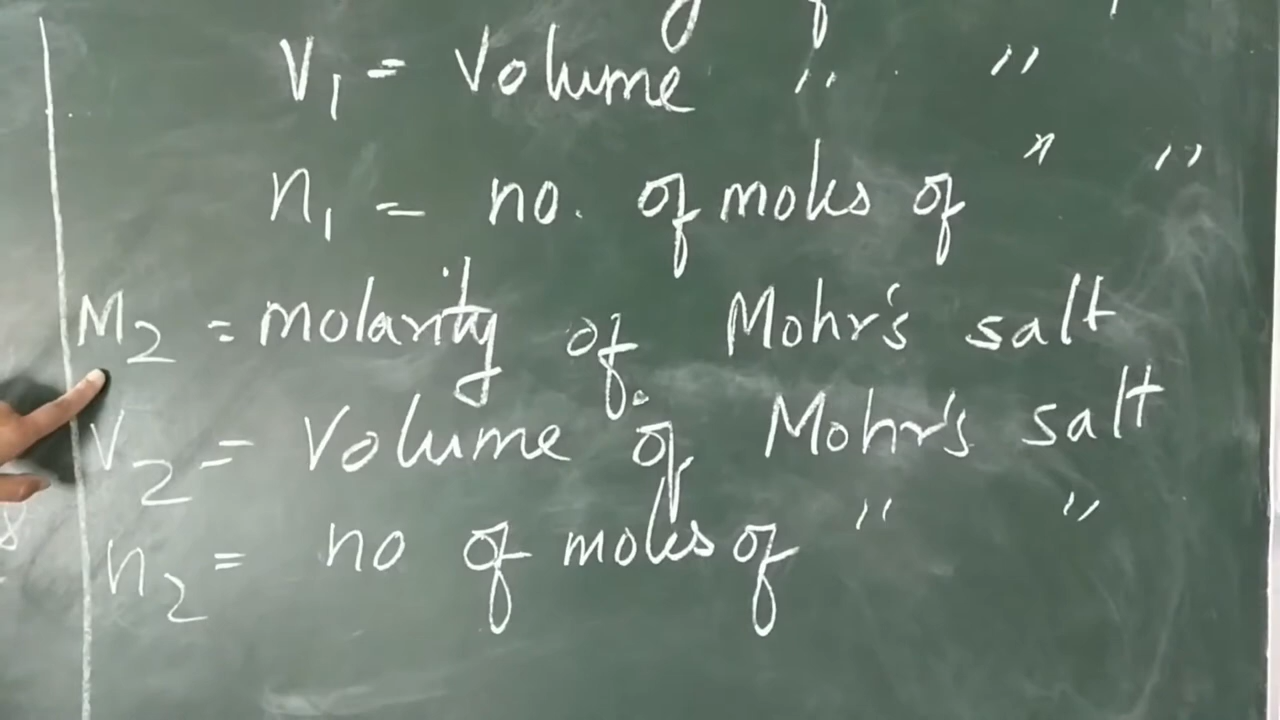 V₁ = Volume " "
n₁ = no. of moles of " "
M₂ = molarity of Mohr's salt
V₂ = Volume of Mohr's salt
n₂ = no of moles of " "